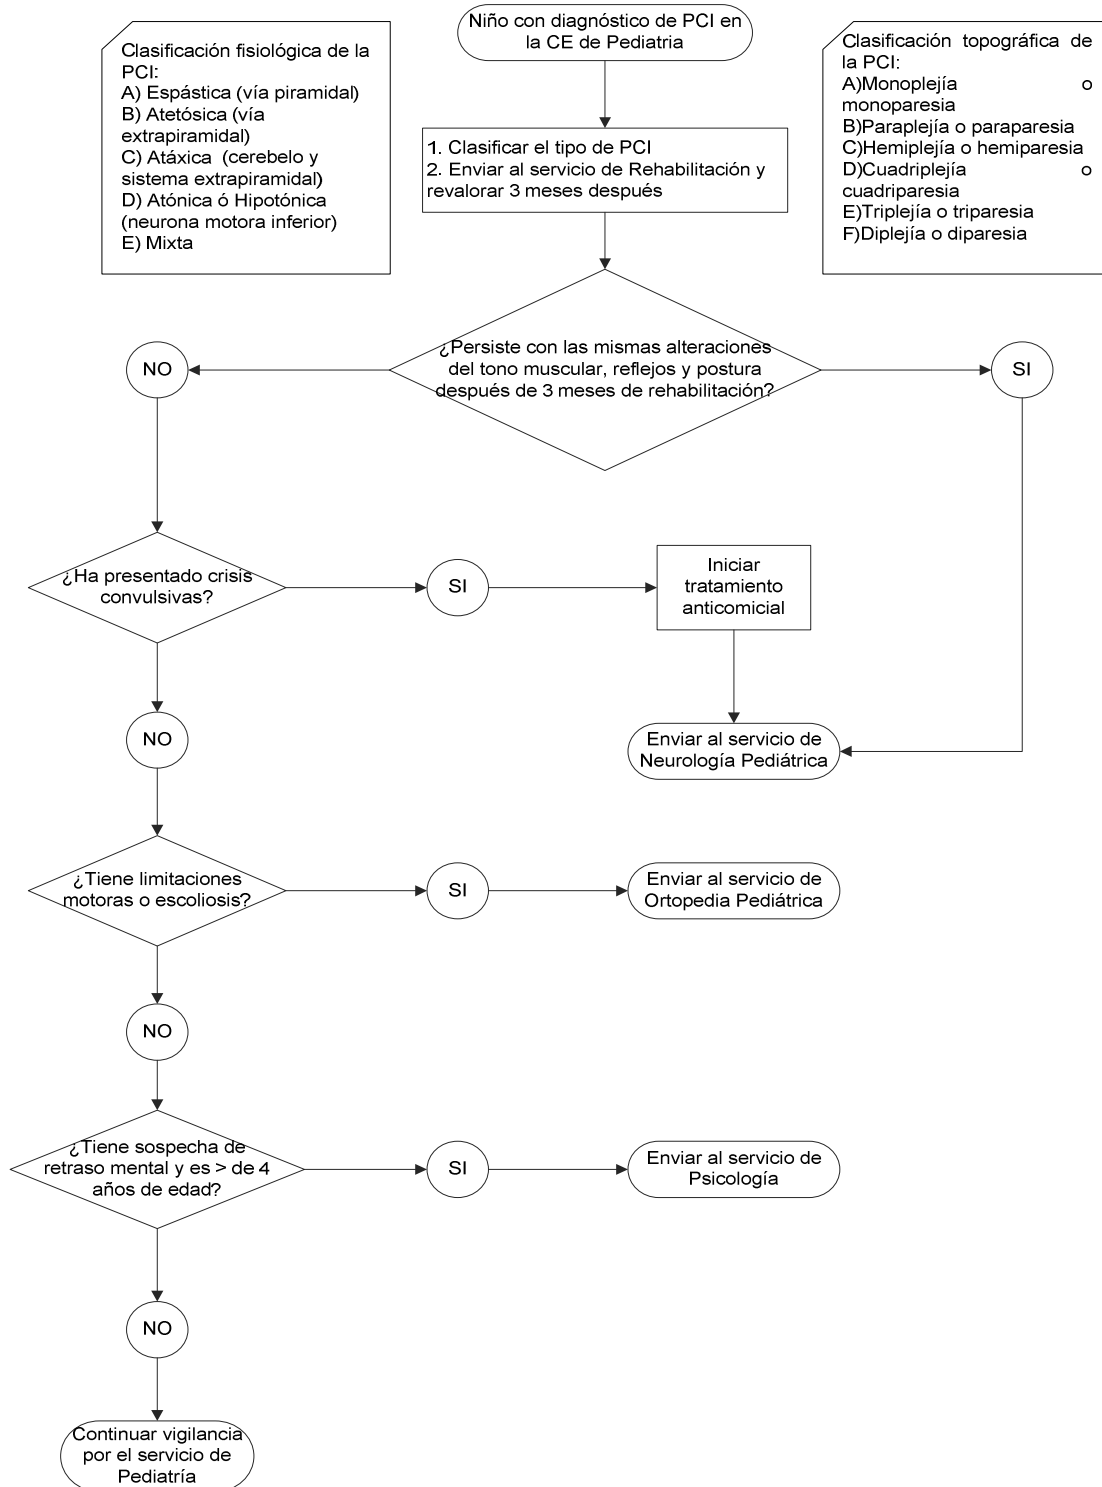 Niño con diagnóstico de PCI en
la CE de Pediatria
Clasificación fisiológica de la
PCI:
A) Espástica (vía piramidal)
B) Atetósica (vía
extrapiramidal)
C) Atáxica (cerebelo y
sistema extrapiramidal)
D) Atónica ó Hipotónica
(neurona motora inferior)
E) Mixta
Clasificación topográfica de
la PCI:
A)Monoplejía o
monoparesia
B)Paraplejía o paraparesia
C)Hemiplejía o hemiparesia
D)Cuadriplejía o
cuadriparesia
E)Triplejía o triparesia
F)Diplejía o diparesia
1. Clasificar el tipo de PCI
2. Enviar al servicio de Rehabilitación y
revalorar 3 meses después
¿Persiste con las mismas alteraciones
del tono muscular, reflejos y postura
después de 3 meses de rehabilitación?
NO
SI
¿Ha presentado crisis
convulsivas?
SI
Iniciar
tratamiento
anticomicial
NO
Enviar al servicio de
Neurología Pediátrica
¿Tiene limitaciones
motoras o escoliosis?
SI
Enviar al servicio de
Ortopedia Pediátrica
NO
¿Tiene sospecha de
retraso mental y es > de 4
años de edad?
SI
Enviar al servicio de
Psicología
NO
Continuar vigilancia
por el servicio de
Pediatría